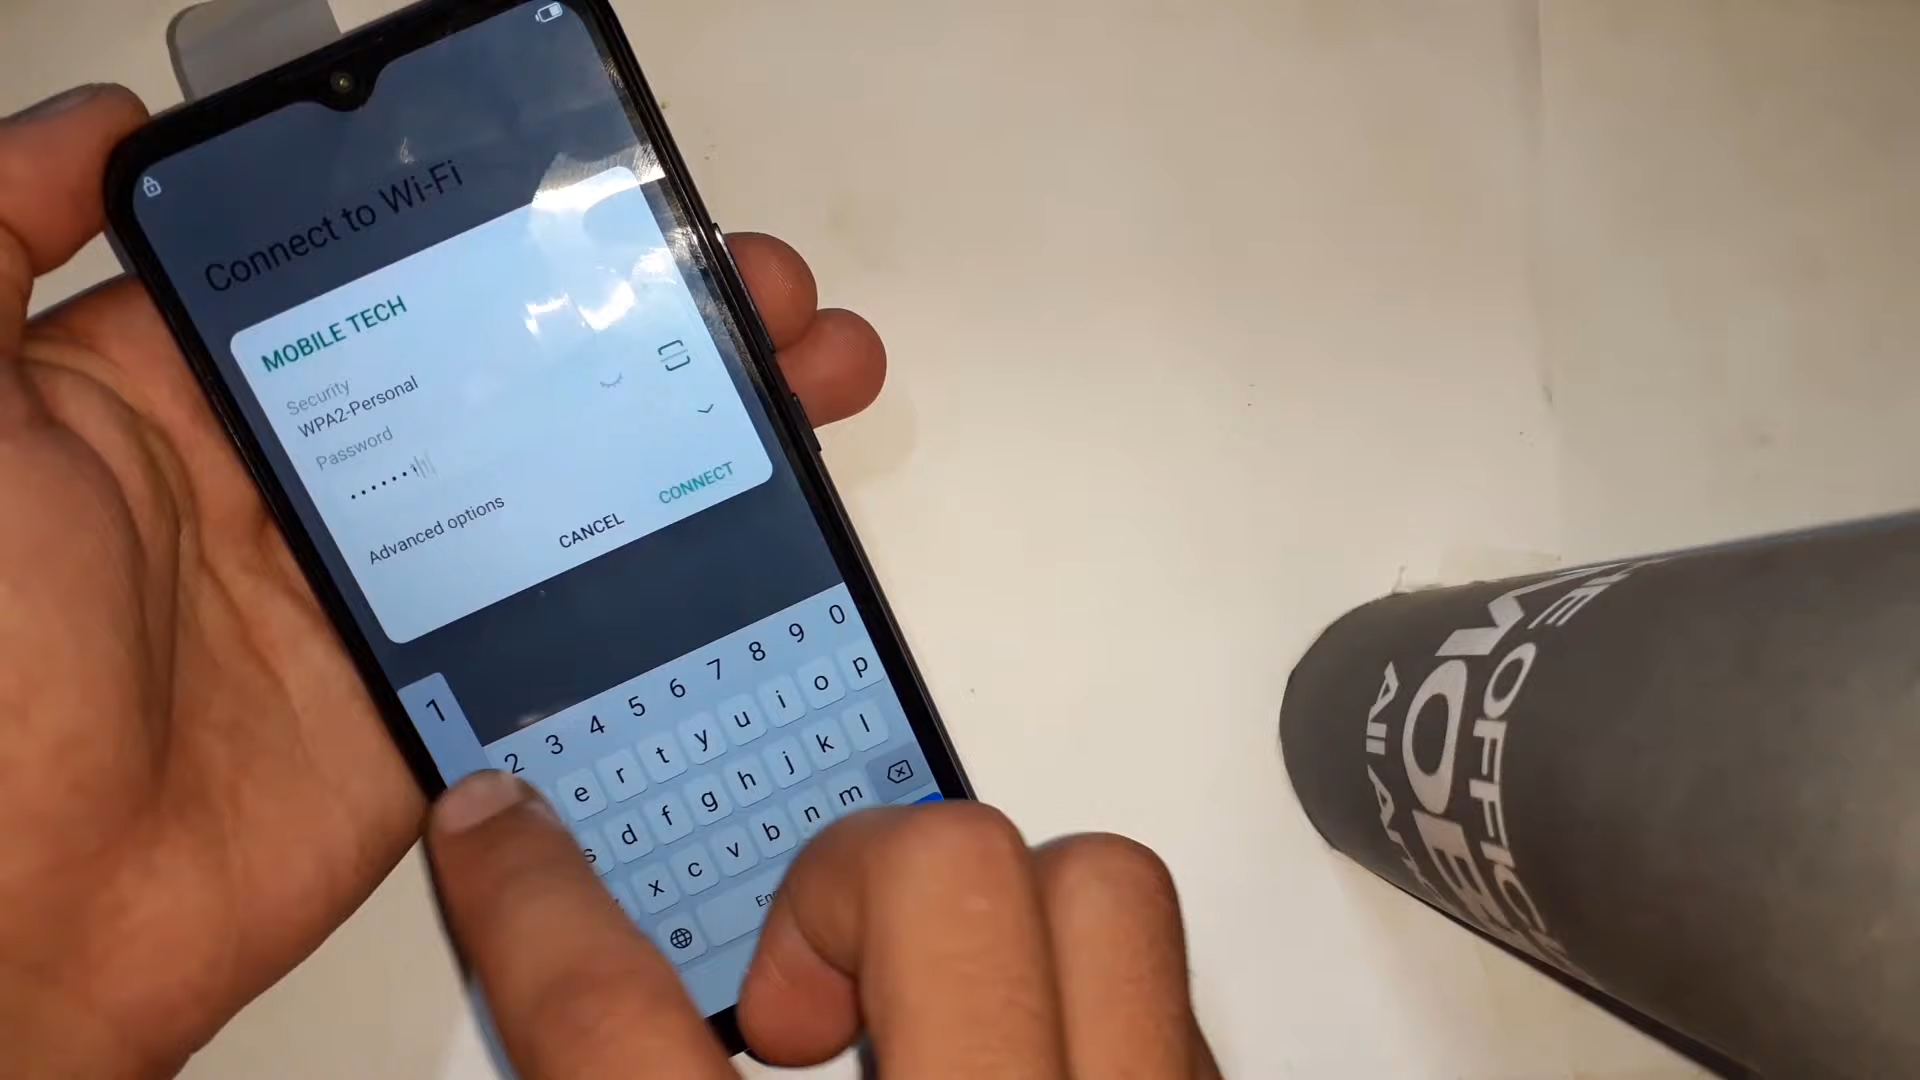 Connect to Wi-Fi
MOBILE TECH
Security
WPA2-Personal
Password
Advanced options
CANCEL
CONNECT
1
2 3 4 5 6 7 8 9 0
e r t y u i o p
s d f g h j k l
x c v b n m
OFFICE